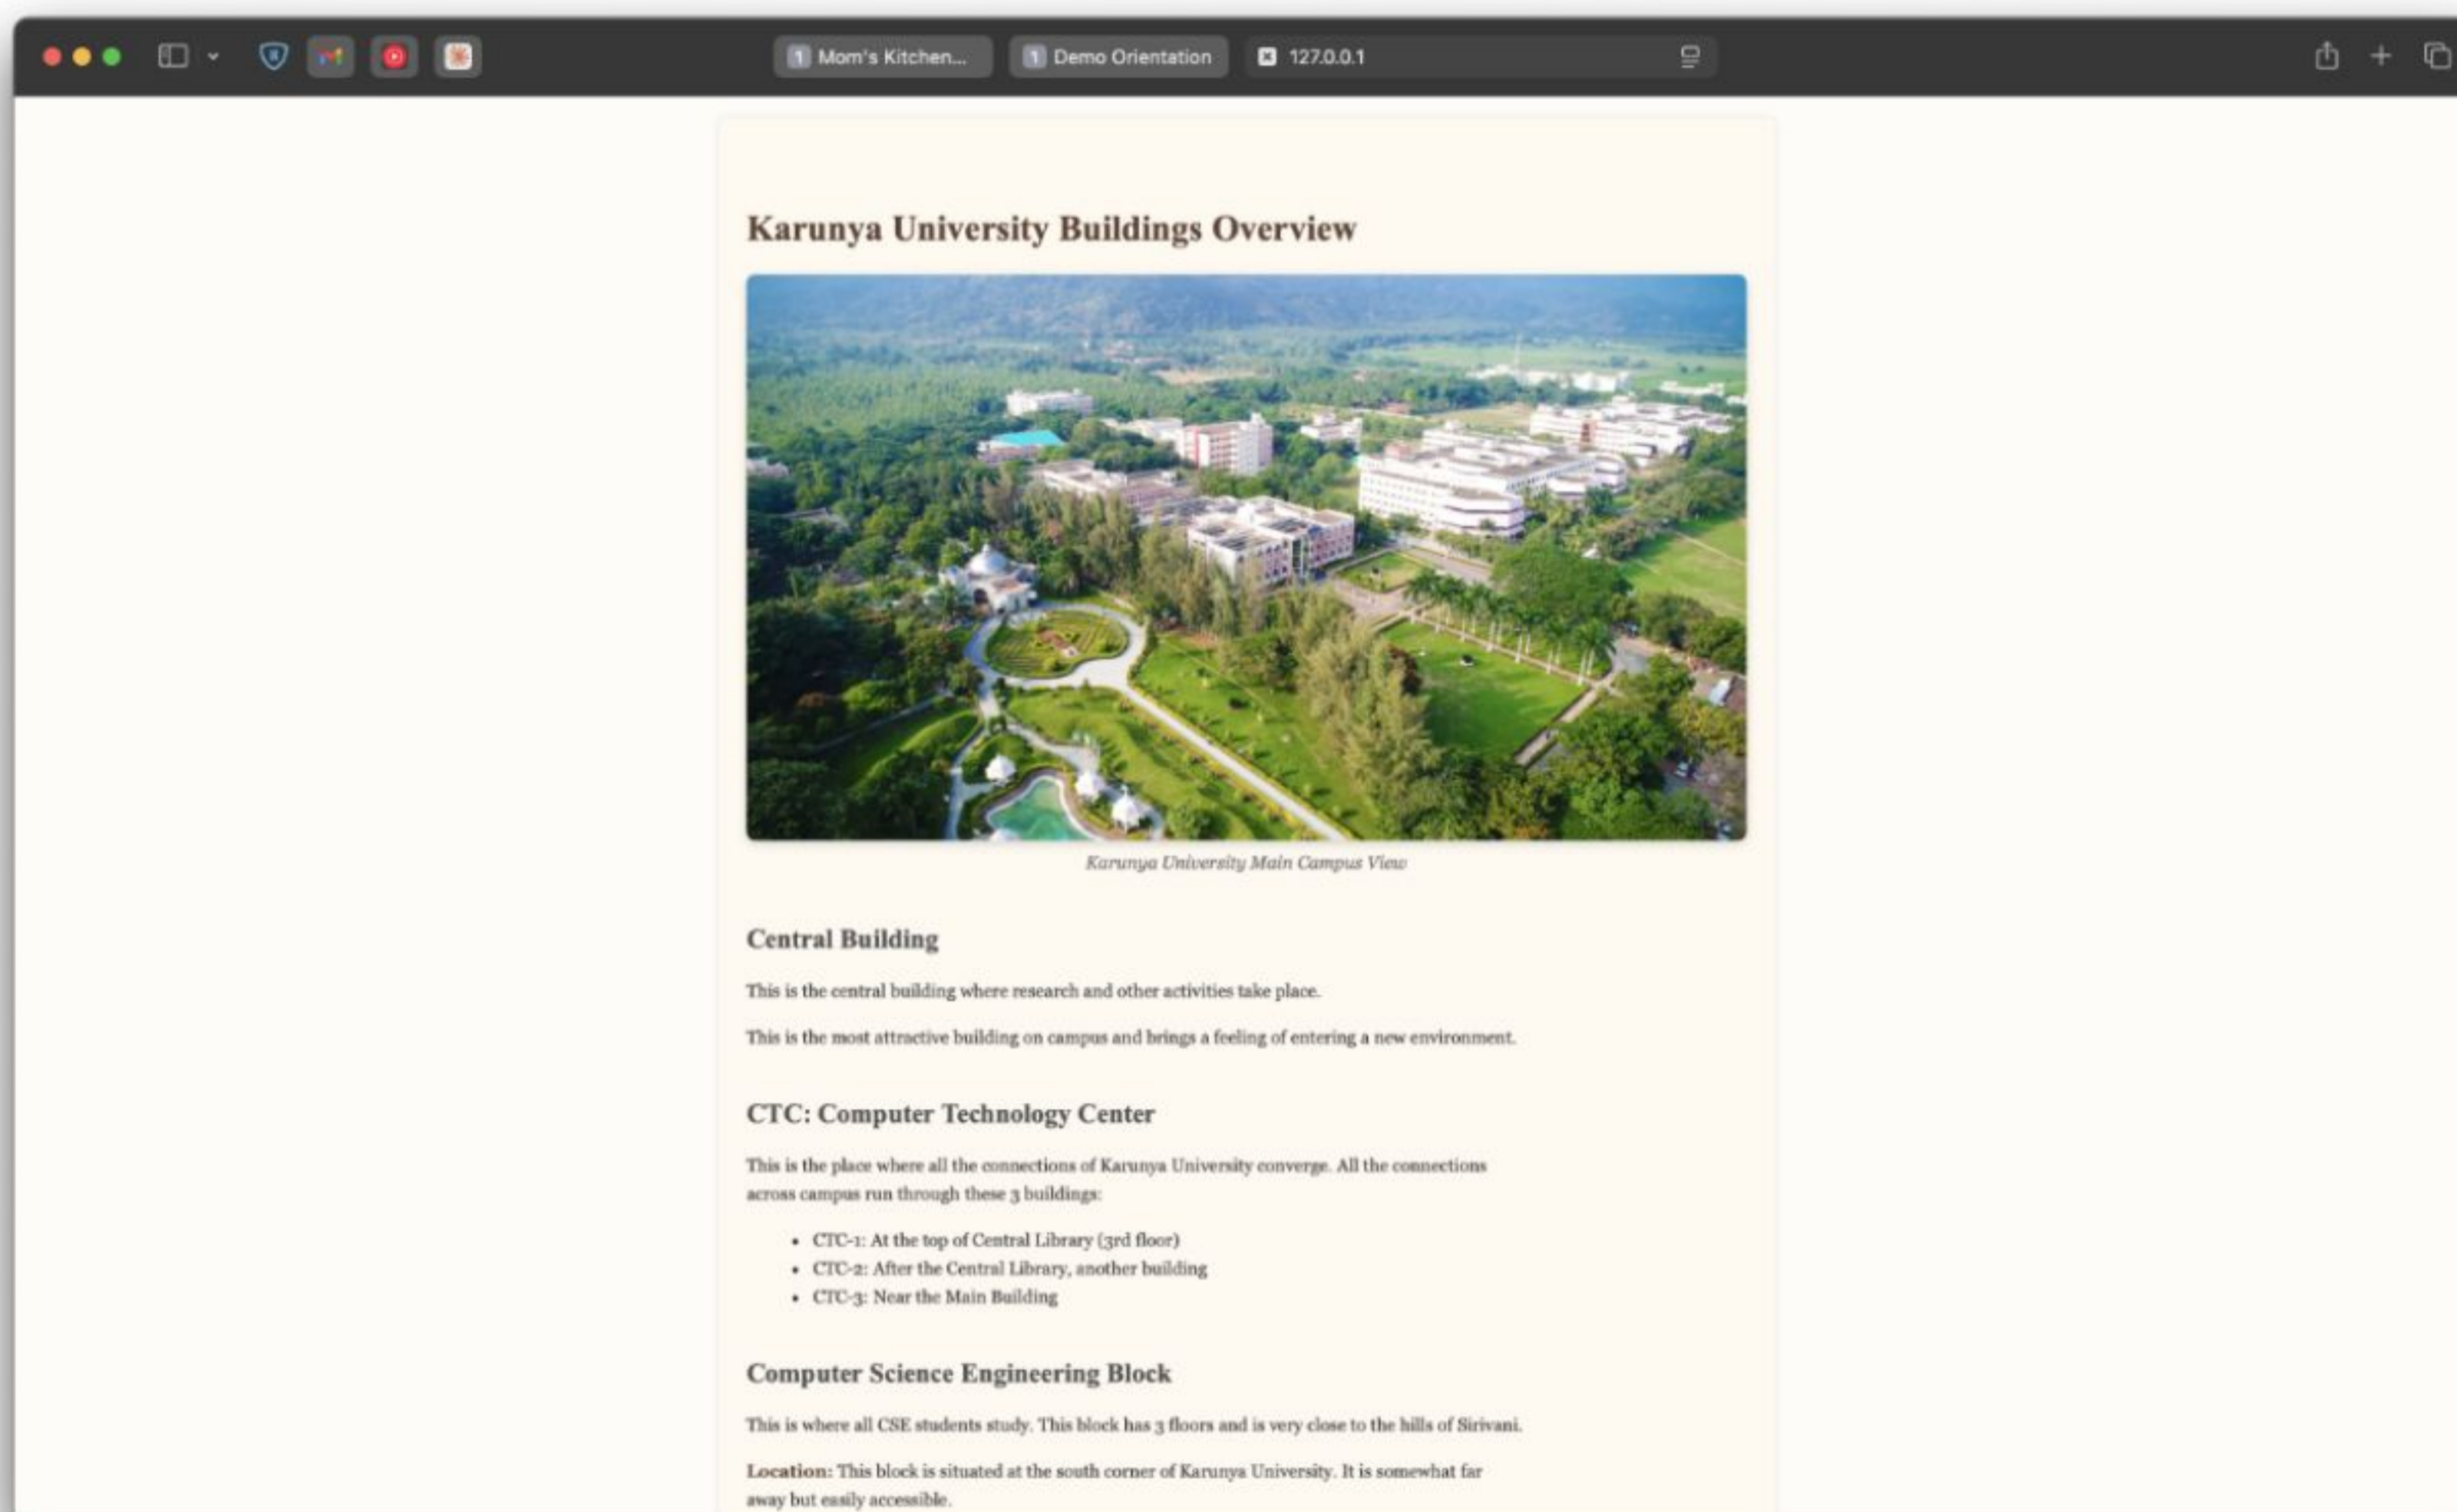 1 Mom's Kitchen...
1 Demo Orientation
127.0.0.1
Karunya University Buildings Overview
Karunya University Main Campus View
Central Building
This is the central building where research and other activities take place.
This is the most attractive building on campus and brings a feeling of entering a new environment.
CTC: Computer Technology Center
This is the place where all the connections of Karunya University converge. All the connections
across campus run through these 3 buildings:
• CTC-1: At the top of Central Library (3rd floor)
• CTC-2: After the Central Library, another building
• CTC-3: Near the Main Building
Computer Science Engineering Block
This is where all CSE students study. This block has 3 floors and is very close to the hills of Sirivani.
Location: This block is situated at the south corner of Karunya University. It is somewhat far
away but easily accessible.